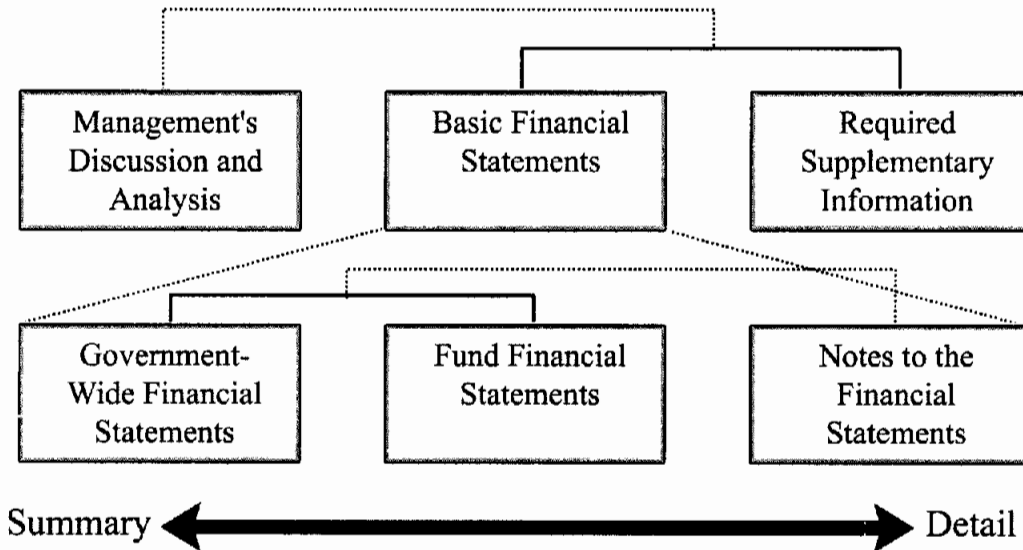 Management's
Discussion and
Analysis
Basic Financial
Statements
Required
Supplementary
Information
Government-
Wide Financial
Statements
Fund Financial
Statements
Notes to the
Financial
Statements
Summary
Detail